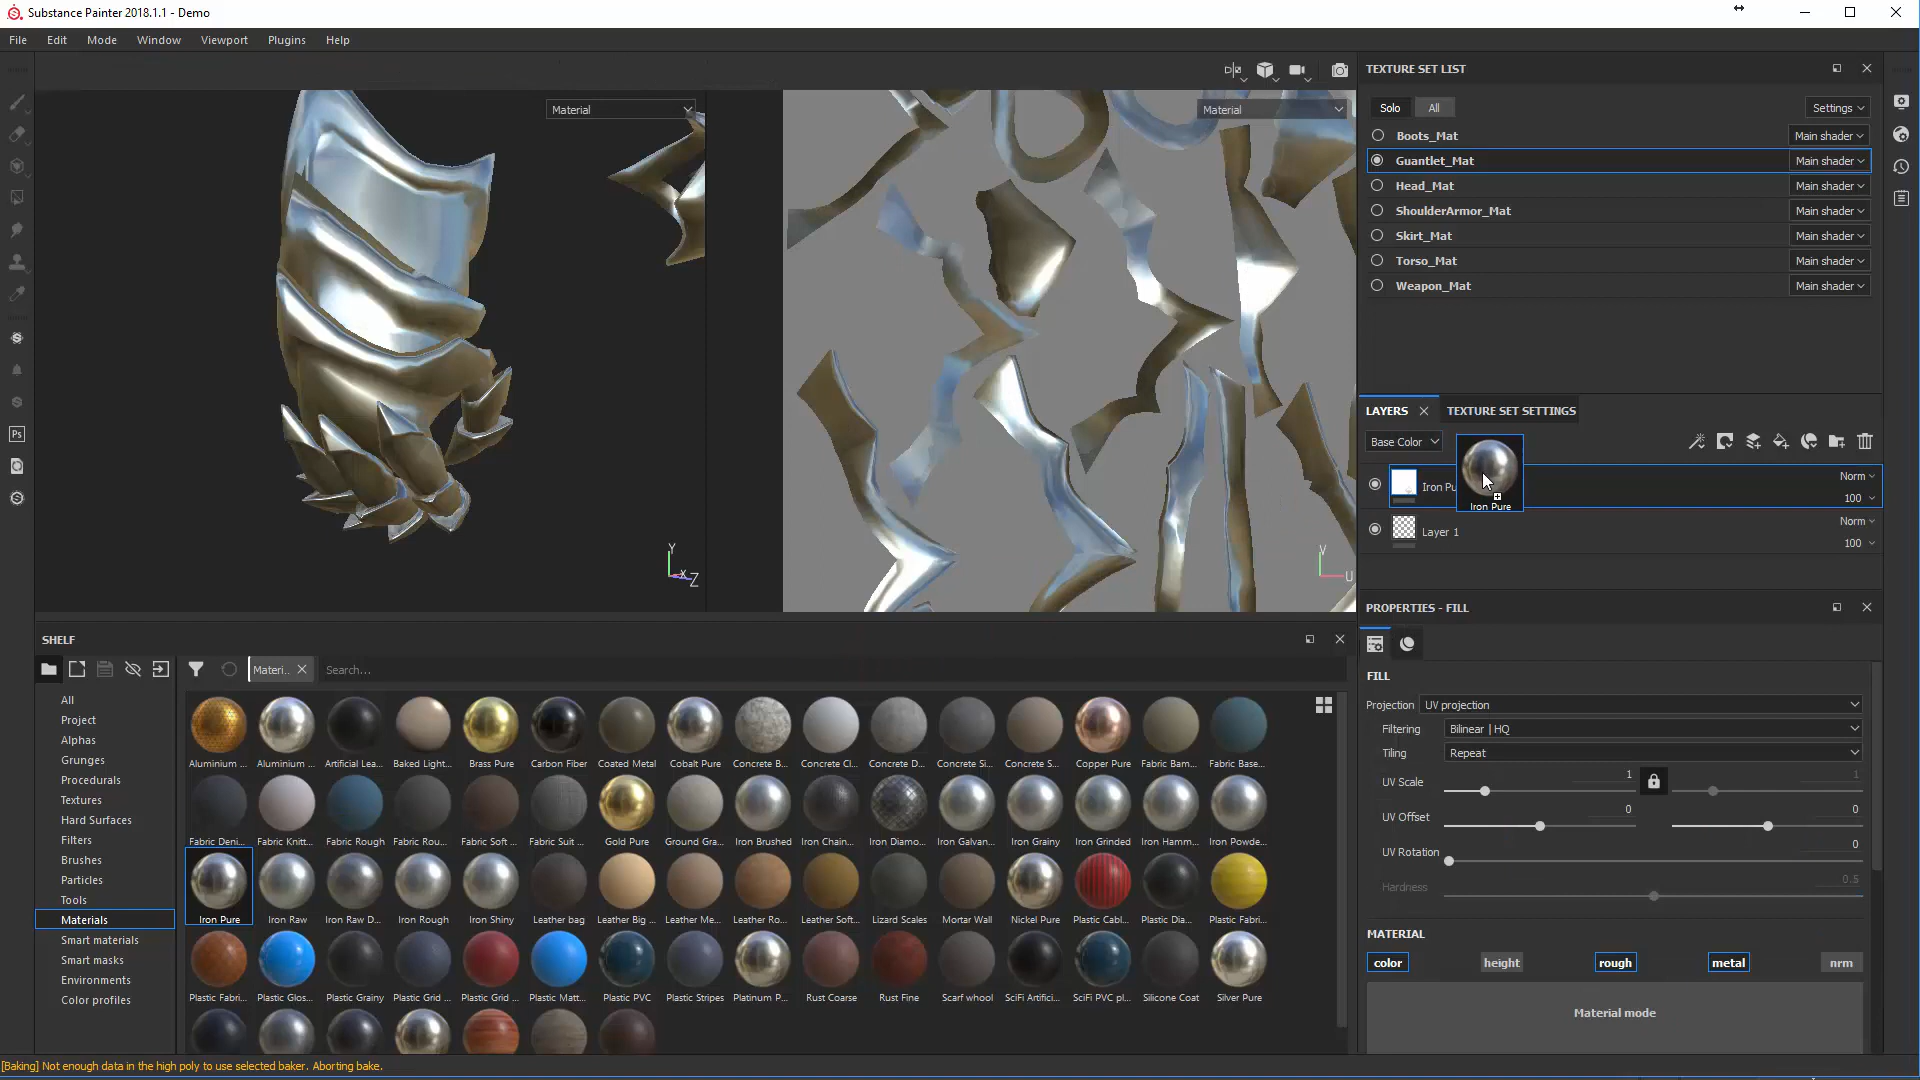 Substance Painter 2018.1.1 - Demo
File Edit Mode Window Viewport Plugins Help
Material
Material
Y
X
Z
V
U
TEXTURE SET LIST
Solo All Settings
Boots_Mat Main shader
Guantlet_Mat Main shader
Head_Mat Main shader
ShoulderArmor_Mat Main shader
Skirt_Mat Main shader
Torso_Mat Main shader
Weapon_Mat Main shader
LAYERS TEXTURE SET SETTINGS
Base Color
Iron Pu
Iron Pure
Norm
100
Layer 1
Norm
100
Ps
PROPERTIES - FILL
FILL
Projection UV projection
Filtering Bilinear | HQ
Tiling Repeat
UV Scale 1 1
UV Offset 0 0
UV Rotation 0
Hardness 0.5
MATERIAL
color height rough metal nrm
Material mode
SHELF
Materi... Search...
All
Project
Alphas
Grunges
Procedurals
Textures
Hard Surfaces
Filters
Brushes
Particles
Tools
Materials
Smart materials
Smart masks
Environments
Color profiles
Aluminium ... Aluminium ... Artificial Lea... Baked Light... Brass Pure Carbon Fiber Coated Metal Cobalt Pure Concrete B... Concrete Cl... Concrete D... Concrete Si... Concrete S... Copper Pure Fabric Bam... Fabric Base...
Fabric Deni... Fabric Knitt... Fabric Rough Fabric Rou... Fabric Soft ... Fabric Suit ... Gold Pure Ground Gra... Iron Brushed Iron Chain... Iron Diamo... Iron Galvan... Iron Grainy Iron Grinded Iron Hamm... Iron Powde...
Iron Pure Iron Raw Iron Raw D... Iron Rough Iron Shiny Leather bag Leather Big ... Leather Me... Leather Ro... Leather Soft... Lizard Scales Mortar Wall Nickel Pure Plastic Cabl... Plastic Dia... Plastic Fabri...
Plastic Fabri... Plastic Glos... Plastic Grainy Plastic Grid ... Plastic Grid ... Plastic Matt... Plastic PVC Plastic Stripes Platinum P... Rust Coarse Rust Fine Scarf whool SciFi Artifici... SciFi PVC pl... Silicone Coat Silver Pure
[Baking] Not enough data in the high poly to use selected baker. Aborting bake.